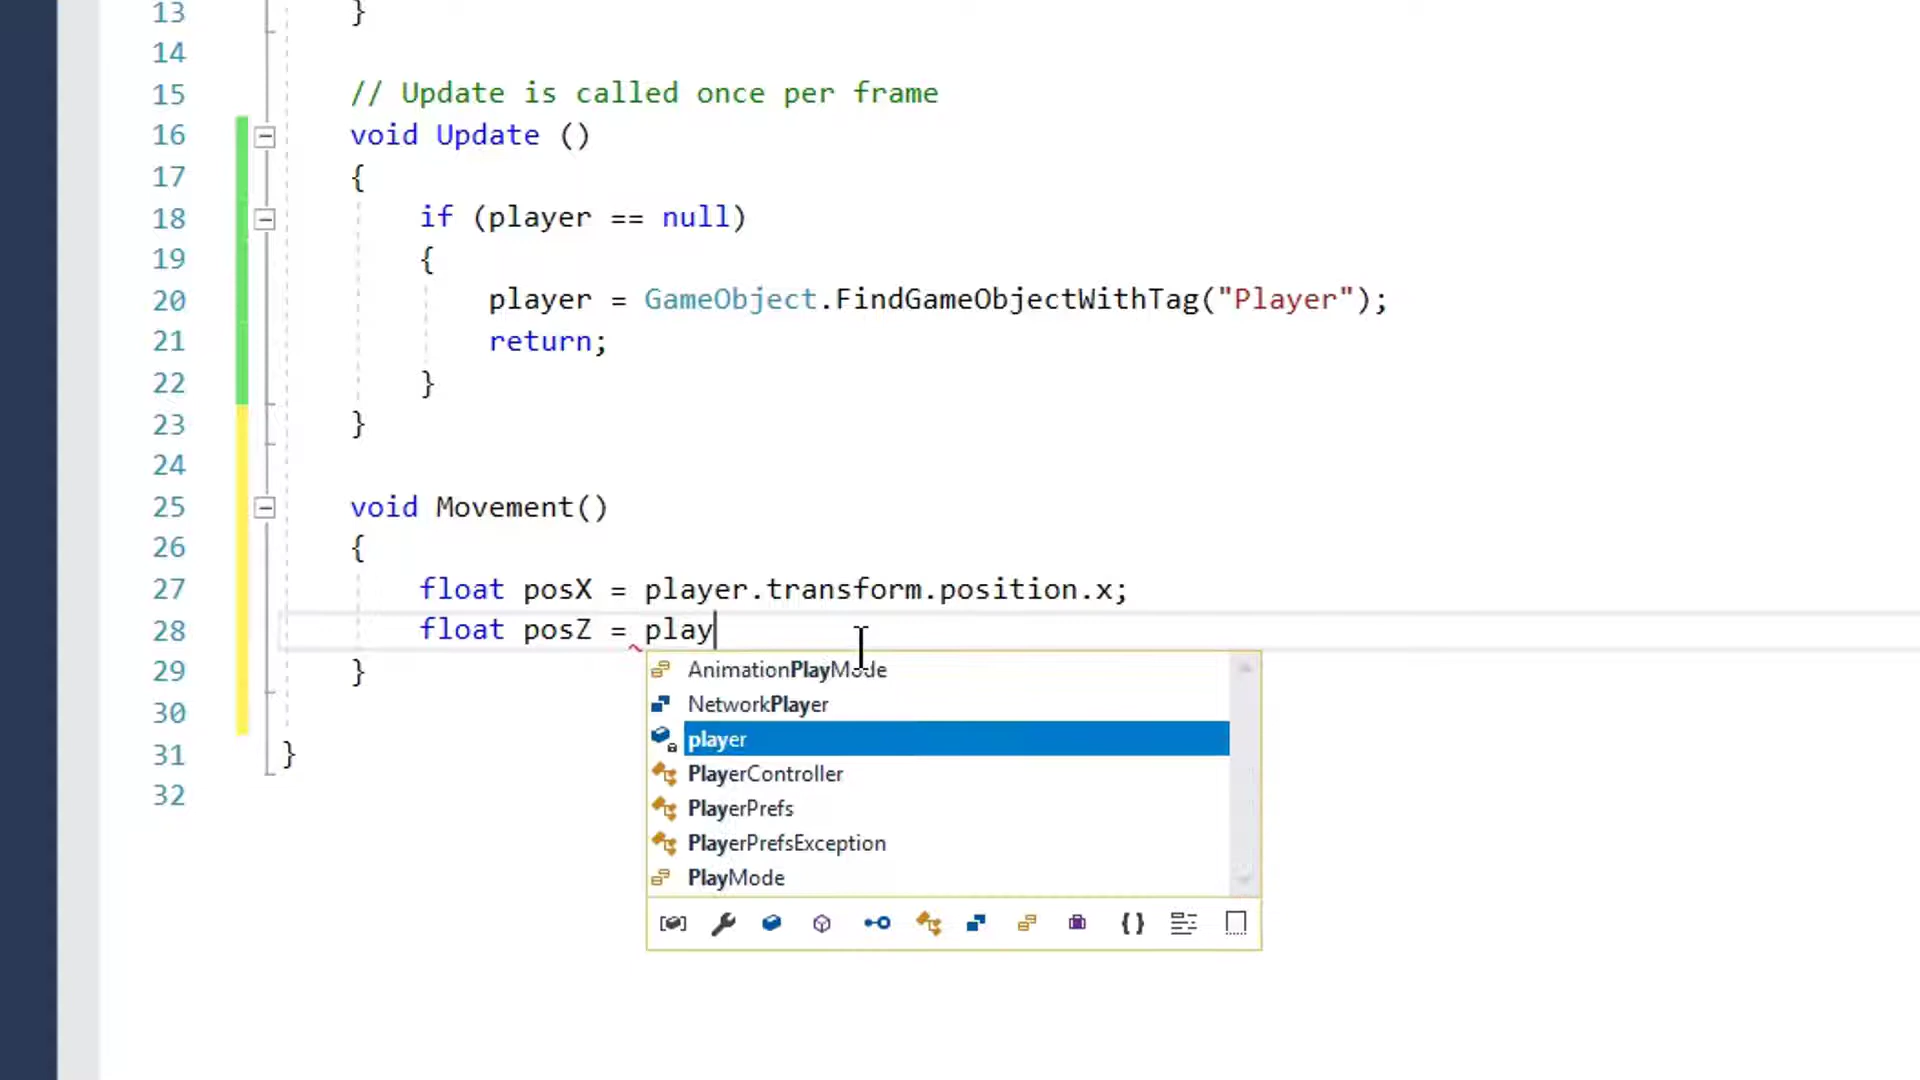 13 }
14
15 // Update is called once per frame
16 void Update ()
17 {
18 if (player == null)
19 {
20 player = GameObject.FindGameObjectWithTag("Player");
21 return;
22 }
23 }
24
25 void Movement()
26 {
27 float posX = player.transform.position.x;
28 float posZ = play
29 }
30
31 }
32
AnimationPlayMode
NetworkPlayer
player
PlayerController
PlayerPrefs
PlayerPrefsException
PlayMode